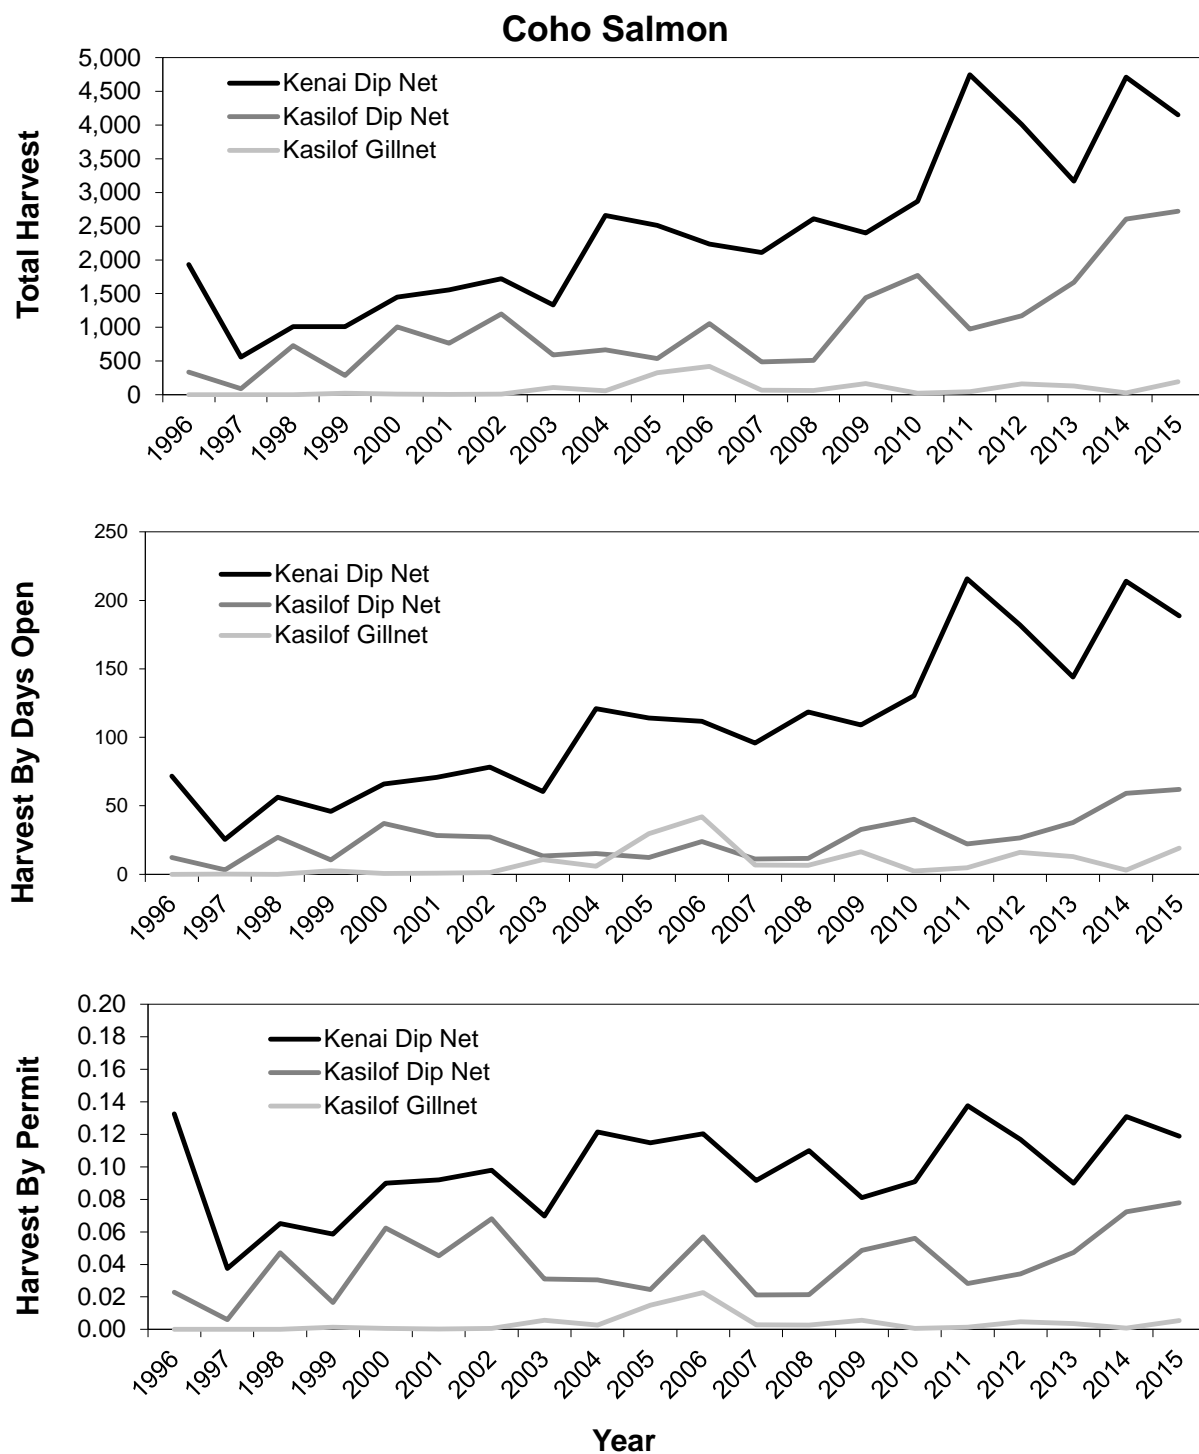 Coho Salmon
Total Harvest
5,000
4,500
4,000
3,500
3,000
2,500
2,000
1,500
1,000
500
0
Kenai Dip Net
Kasilof Dip Net
Kasilof Gillnet
1996 1997 1998 1999 2000 2001 2002 2003 2004 2005 2006 2007 2008 2009 2010 2011 2012 2013 2014 2015
Harvest By Days Open
250
200
150
100
50
0
Kenai Dip Net
Kasilof Dip Net
Kasilof Gillnet
1996 1997 1998 1999 2000 2001 2002 2003 2004 2005 2006 2007 2008 2009 2010 2011 2012 2013 2014 2015
Harvest By Permit
0.20
0.18
0.16
0.14
0.12
0.10
0.08
0.06
0.04
0.02
0.00
Kenai Dip Net
Kasilof Dip Net
Kasilof Gillnet
1996 1997 1998 1999 2000 2001 2002 2003 2004 2005 2006 2007 2008 2009 2010 2011 2012 2013 2014 2015
Year